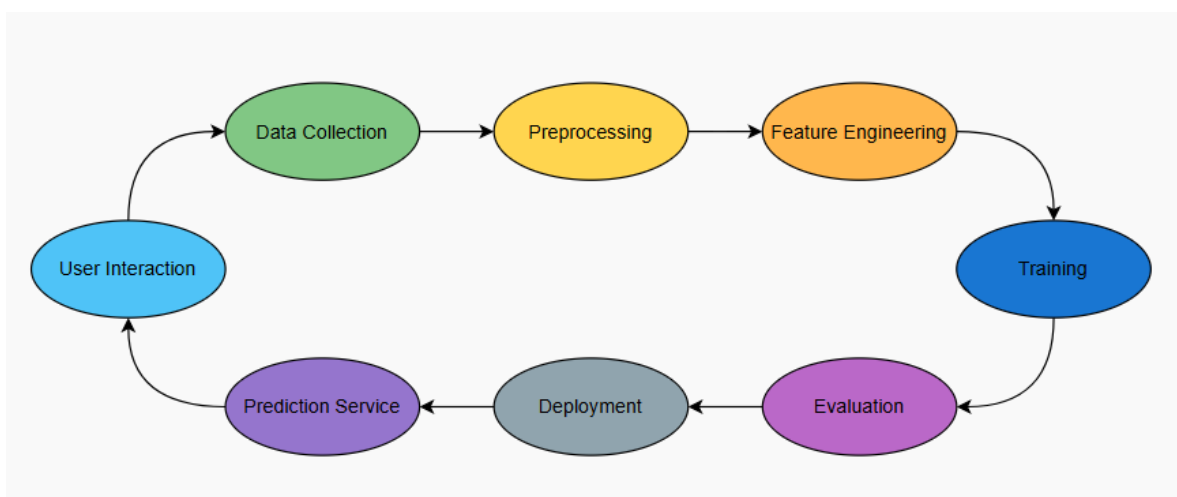 Data Collection
Preprocessing
Feature Engineering
User Interaction
Training
Prediction Service
Deployment
Evaluation